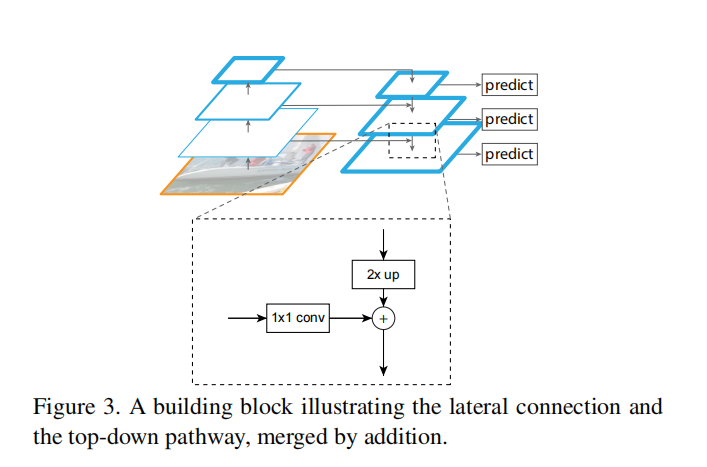 predict
predict
predict
2x up
1x1 conv
+
Figure 3. A building block illustrating the lateral connection and
the top-down pathway, merged by addition.